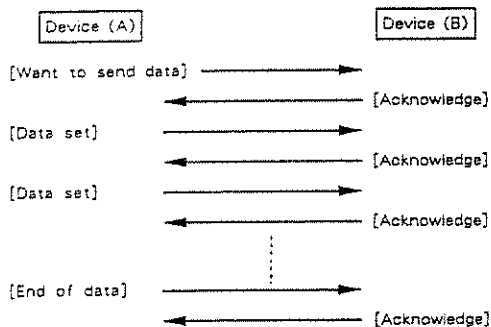 Device (A) Device (B)
[Want to send data]
[Acknowledge]
[Data set]
[Acknowledge]
[Data set]
[Acknowledge]
[End of data]
[Acknowledge]